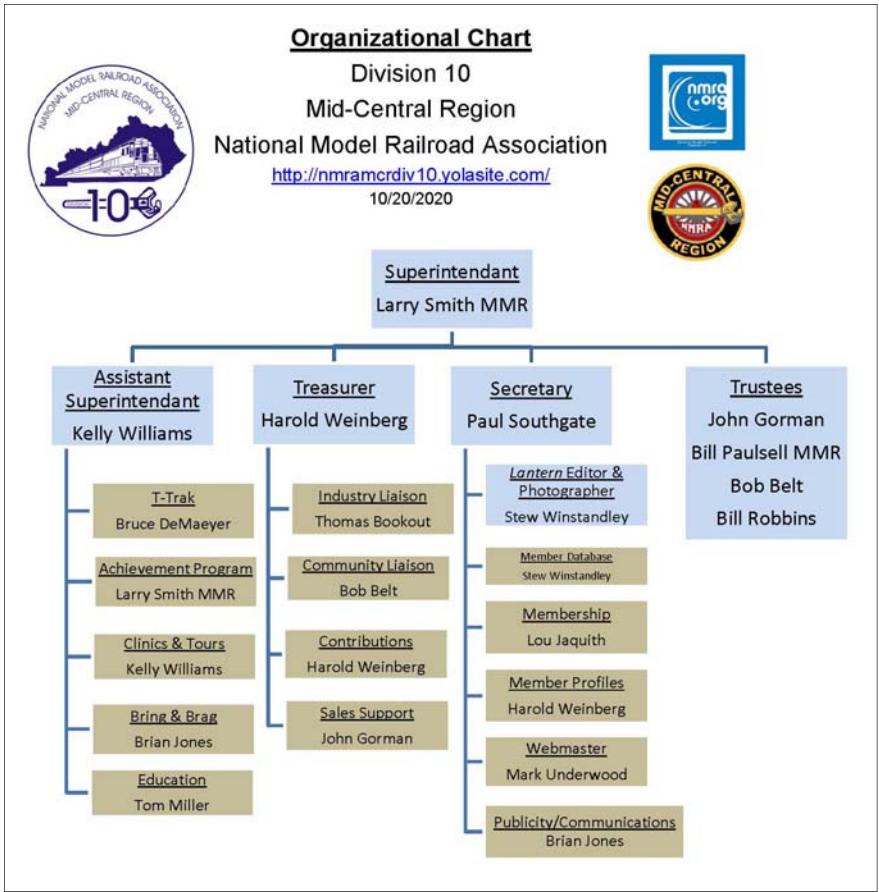 Organizational Chart
Division 10
Mid-Central Region
National Model Railroad Association
http://nmramcrdiv10.yolasite.com/
10/20/2020
NATIONAL MODEL RAILROAD ASSOCIATION
MID-CENTRAL REGION
10
nmra
.org
MID-CENTRAL
NMRA
REGION
Superintendant
Larry Smith MMR
Assistant
Superintendant
Kelly Williams
T-Trak
Bruce DeMaeyer
Achievement Program
Larry Smith MMR
Clinics & Tours
Kelly Williams
Bring & Brag
Brian Jones
Education
Tom Miller
Treasurer
Harold Weinberg
Industry Liaison
Thomas Bookout
Community Liaison
Bob Belt
Contributions
Harold Weinberg
Sales Support
John Gorman
Secretary
Paul Southgate
Lantern Editor &
Photographer
Stew Winstandley
Member Database
Stew Winstandley
Membership
Lou Jaquith
Member Profiles
Harold Weinberg
Webmaster
Mark Underwood
Publicity/Communications
Brian Jones
Trustees
John Gorman
Bill Paulsell MMR
Bob Belt
Bill Robbins